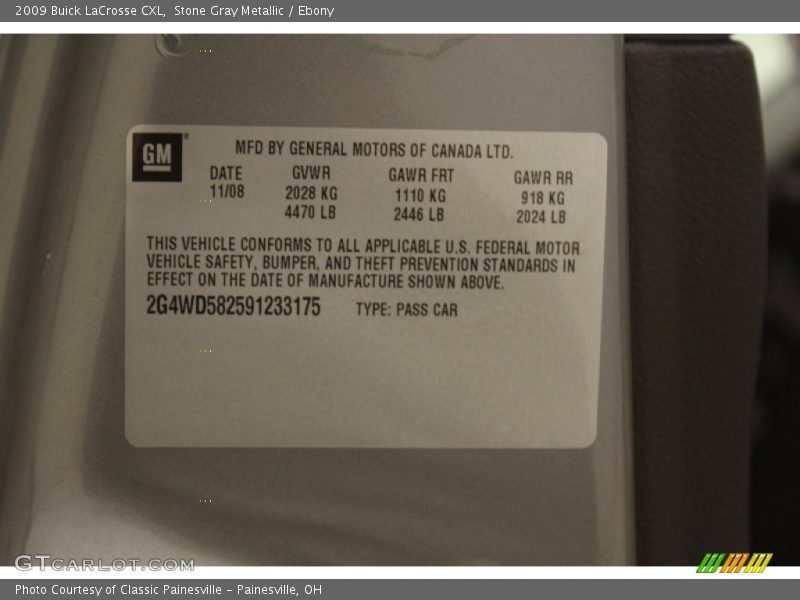 2009 Buick LaCrosse CXL, Stone Gray Metallic / Ebony
GM
MFD BY GENERAL MOTORS OF CANADA LTD.
DATE GVWR GAWR FRT GAWR RR
11/08 2028 KG 1110 KG 918 KG
4470 LB 2446 LB 2024 LB
THIS VEHICLE CONFORMS TO ALL APPLICABLE U.S. FEDERAL MOTOR
VEHICLE SAFETY, BUMPER, AND THEFT PREVENTION STANDARDS IN
EFFECT ON THE DATE OF MANUFACTURE SHOWN ABOVE.
2G4WD582591233175 TYPE: PASS CAR
GTCARLOT.COM
Photo Courtesy of Classic Painesville - Painesville, OH